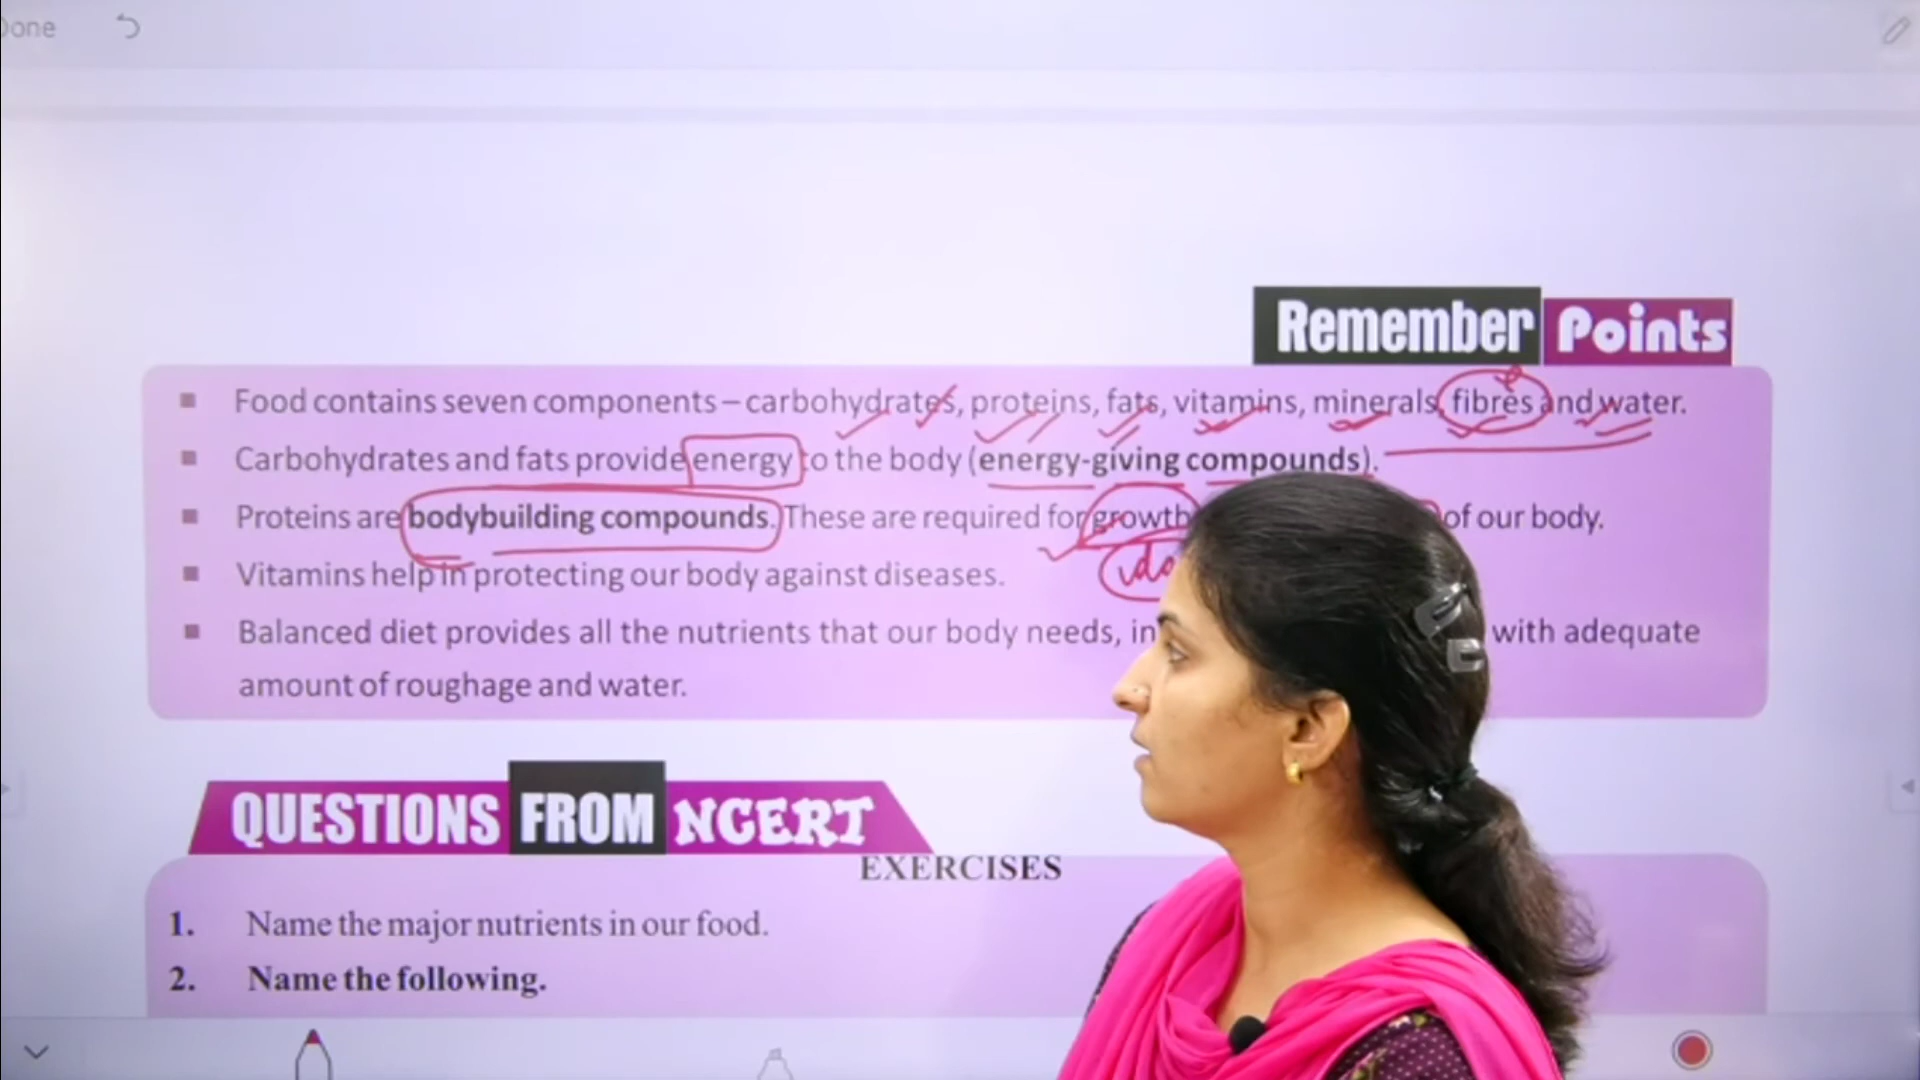 Done
Remember Points
Food contains seven components – carbohydrates, proteins, fats, vitamins, minerals, fibres and water.
Carbohydrates and fats provide energy to the body (energy-giving compounds).
Proteins are bodybuilding compounds. These are required for growth of our body.
Vitamins help in protecting our body against diseases.
Balanced diet provides all the nutrients that our body needs, with adequate
amount of roughage and water.
QUESTIONS FROM NCERT
EXERCISES
1. Name the major nutrients in our food.
2. Name the following.